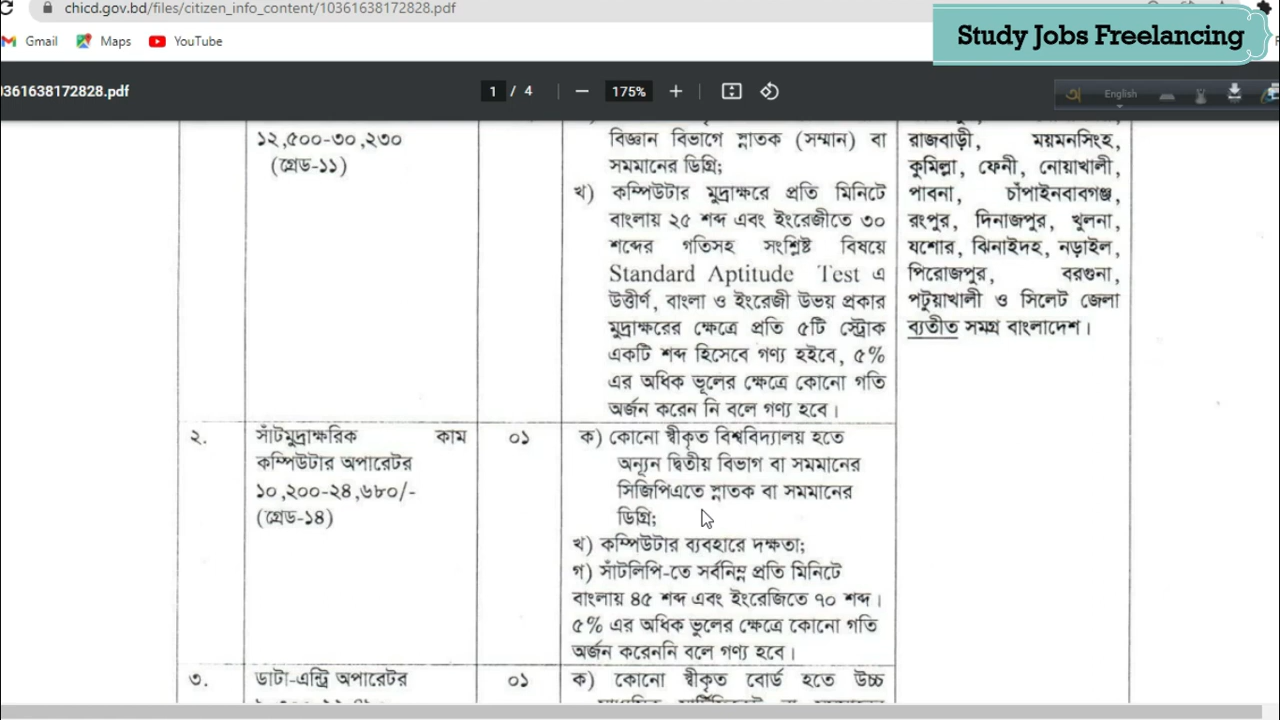 chicd.gov.bd/files/citizen_info_content/10361638172828.pdf
Study Jobs Freelancing
Gmail Maps YouTube
0361638172828.pdf
1 / 4
175%
English
১২,৫০০-৩০,২৩০
(গ্রেড-১১)
বিজ্ঞান বিভাগে স্নাতক (সম্মান) বা
সমমানের ডিগ্রি;
খ) কম্পিউটার মুদ্রাক্ষরে প্রতি মিনিটে
বাংলায় ২৫ শব্দ এবং ইংরেজীতে ৩০
শব্দের গতিসহ সংশ্লিষ্ট বিষয়ে
Standard Aptitude Test এ
উত্তীর্ণ, বাংলা ও ইংরেজী উভয় প্রকার
মুদ্রাক্ষরের ক্ষেত্রে প্রতি ৫টি স্ট্রোক
একটি শব্দ হিসেবে গণ্য হইবে, ৫%
এর অধিক ভূলের ক্ষেত্রে কোনো গতি
অর্জন করেন নি বলে গণ্য হবে।
রাজবাড়ী, ময়মনসিংহ,
কুমিল্লা, ফেনী, নোয়াখালী,
পাবনা, চাঁপাইনবাবগঞ্জ,
রংপুর, দিনাজপুর, খুলনা,
যশোর, ঝিনাইদহ, নড়াইল,
পিরোজপুর, বরগুনা,
পটুয়াখালী ও সিলেট জেলা
ব্যতীত সমগ্র বাংলাদেশ।
২.
সাঁটমুদ্রাক্ষরিক কাম
কম্পিউটার অপারেটর
১০,২০০-২৪,৬৮০/-
(গ্রেড-১৪)
০১
ক) কোনো স্বীকৃত বিশ্ববিদ্যালয় হতে
অন্যূন দ্বিতীয় বিভাগ বা সমমানের
সিজিপিএতে স্নাতক বা সমমানের
ডিগ্রি;
খ) কম্পিউটার ব্যবহারে দক্ষতা;
গ) সাঁটলিপি-তে সর্বনিম্ন প্রতি মিনিটে
বাংলায় ৪৫ শব্দ এবং ইংরেজিতে ৭০ শব্দ।
৫% এর অধিক ভুলের ক্ষেত্রে কোনো গতি
অর্জন করেননি বলে গণ্য হবে।
৩.
ডাটা-এন্ট্রি অপারেটর
০১
ক) কোনো স্বীকৃত বোর্ড হতে উচ্চ